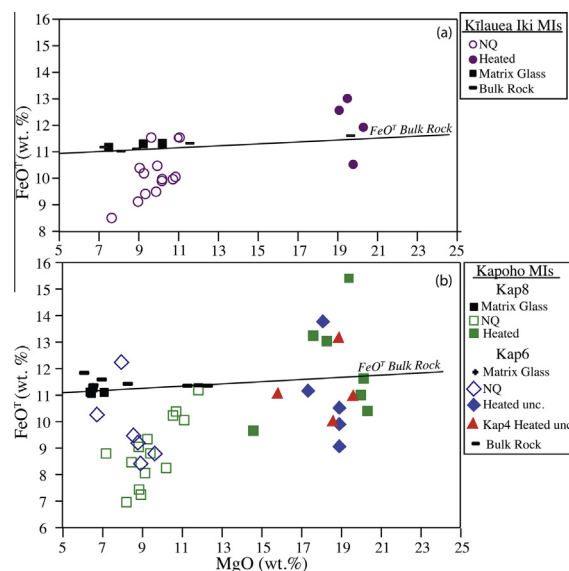 16
15
14
13
12
11
10
9
8
FeOᵀ (wt. %)
(a)
FeOᵀ Bulk Rock
5 7 9 11 13 15 17 19 21 23 25
Kīlauea Iki MIs
NQ
Heated
Matrix Glass
Bulk Rock
16
15
14
13
12
11
10
9
8
7
6
FeOᵀ (wt. %)
(b)
FeOᵀ Bulk Rock
5 7 9 11 13 15 17 19 21 23 25
MgO (wt.%)
Kapoho MIs
Kap8
Matrix Glass
NQ
Heated
Kap6
Matrix Glass
NQ
Heated unc.
Kap4 Heated unc
Bulk Rock